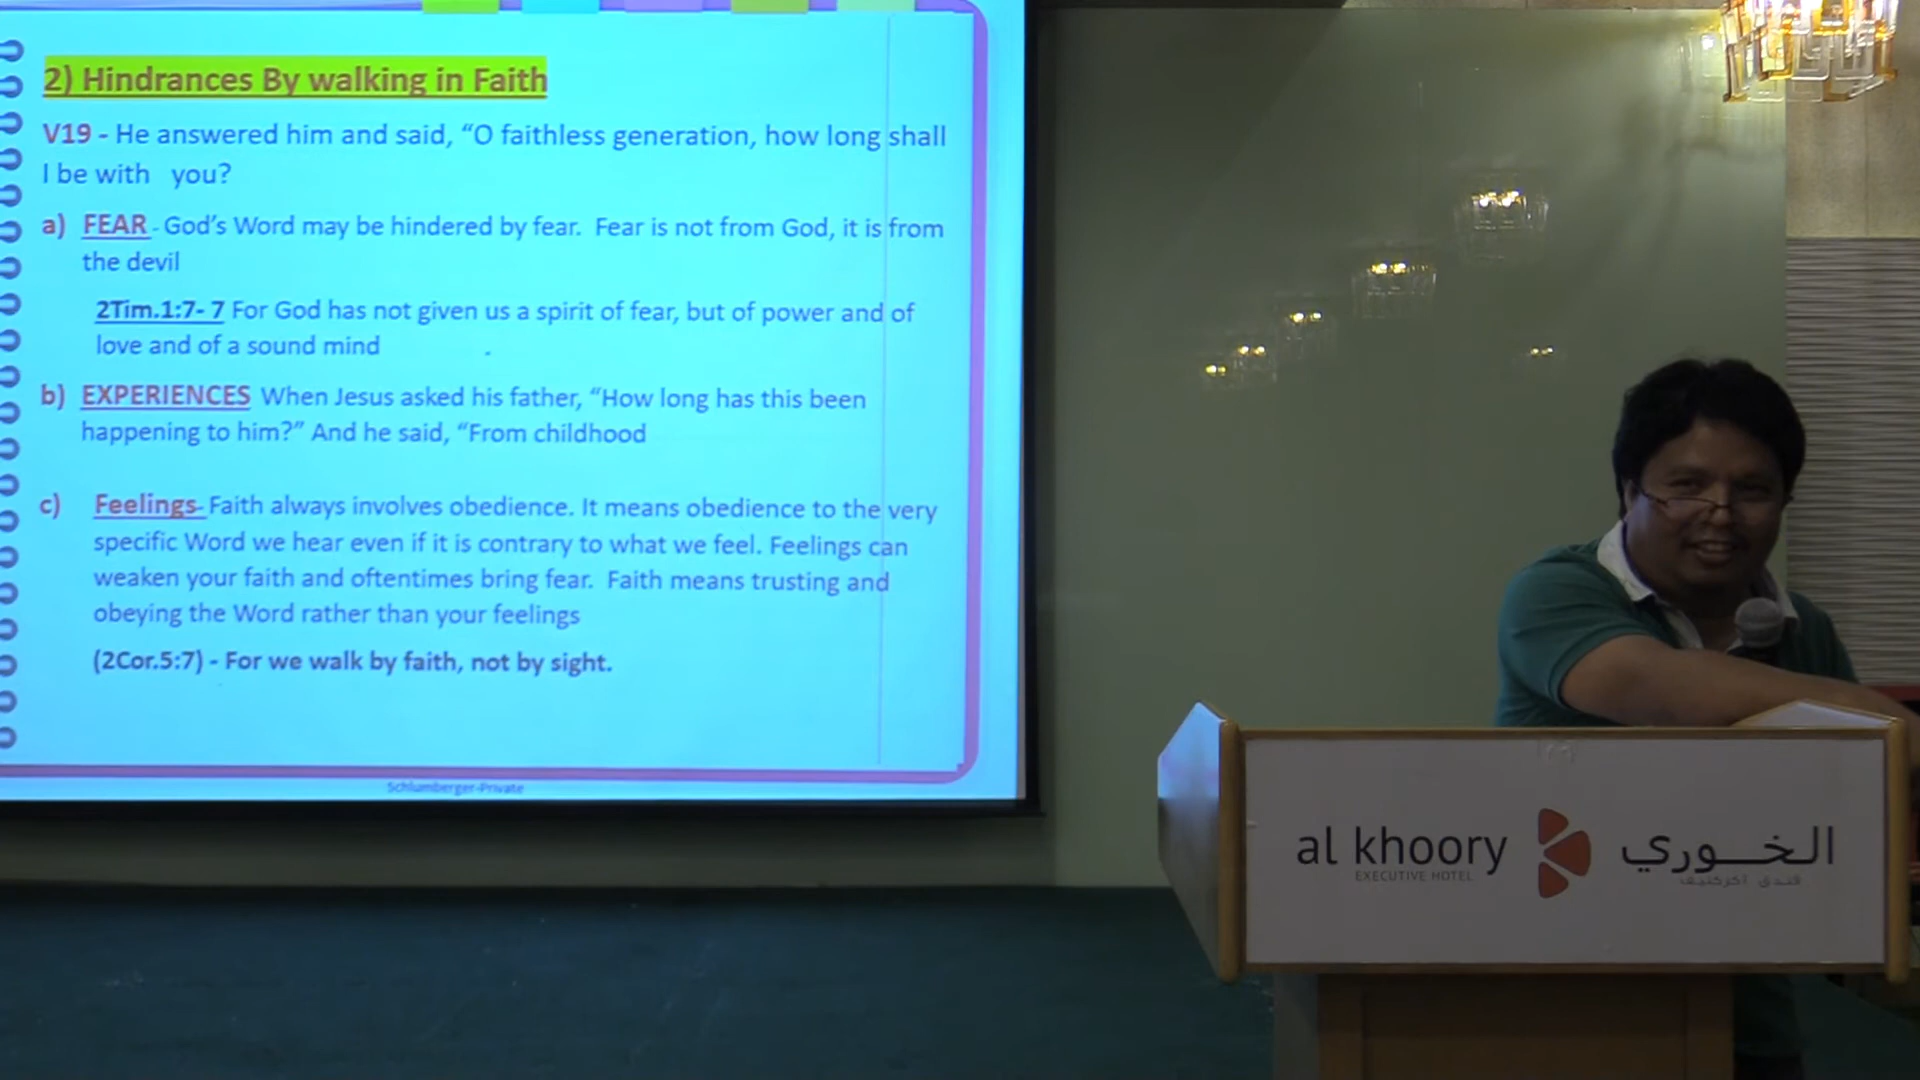 2) Hindrances By walking in Faith
V19 - He answered him and said, “O faithless generation, how long shall
I be with you?
a) FEAR - God’s Word may be hindered by fear. Fear is not from God, it is from
the devil
2Tim.1:7- 7 For God has not given us a spirit of fear, but of power and of
love and of a sound mind
b) EXPERIENCES When Jesus asked his father, “How long has this been
happening to him?” And he said, “From childhood
c) Feelings- Faith always involves obedience. It means obedience to the very
specific Word we hear even if it is contrary to what we feel. Feelings can
weaken your faith and oftentimes bring fear. Faith means trusting and
obeying the Word rather than your feelings
(2Cor.5:7) - For we walk by faith, not by sight.
Schlumberger-Private
al khoory الخوري
EXECUTIVE HOTEL فندق